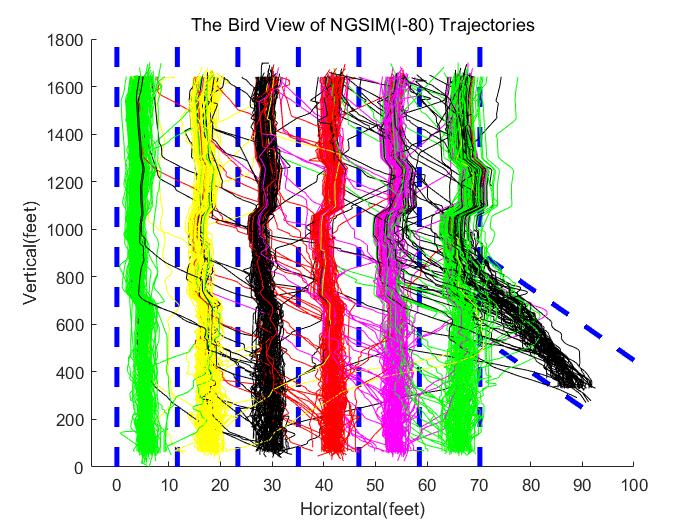 The Bird View of NGSIM(I-80) Trajectories
1800
1600
1400
1200
1000
800
600
400
200
0
Vertical(feet)
0 10 20 30 40 50 60 70 80 90 100
Horizontal(feet)